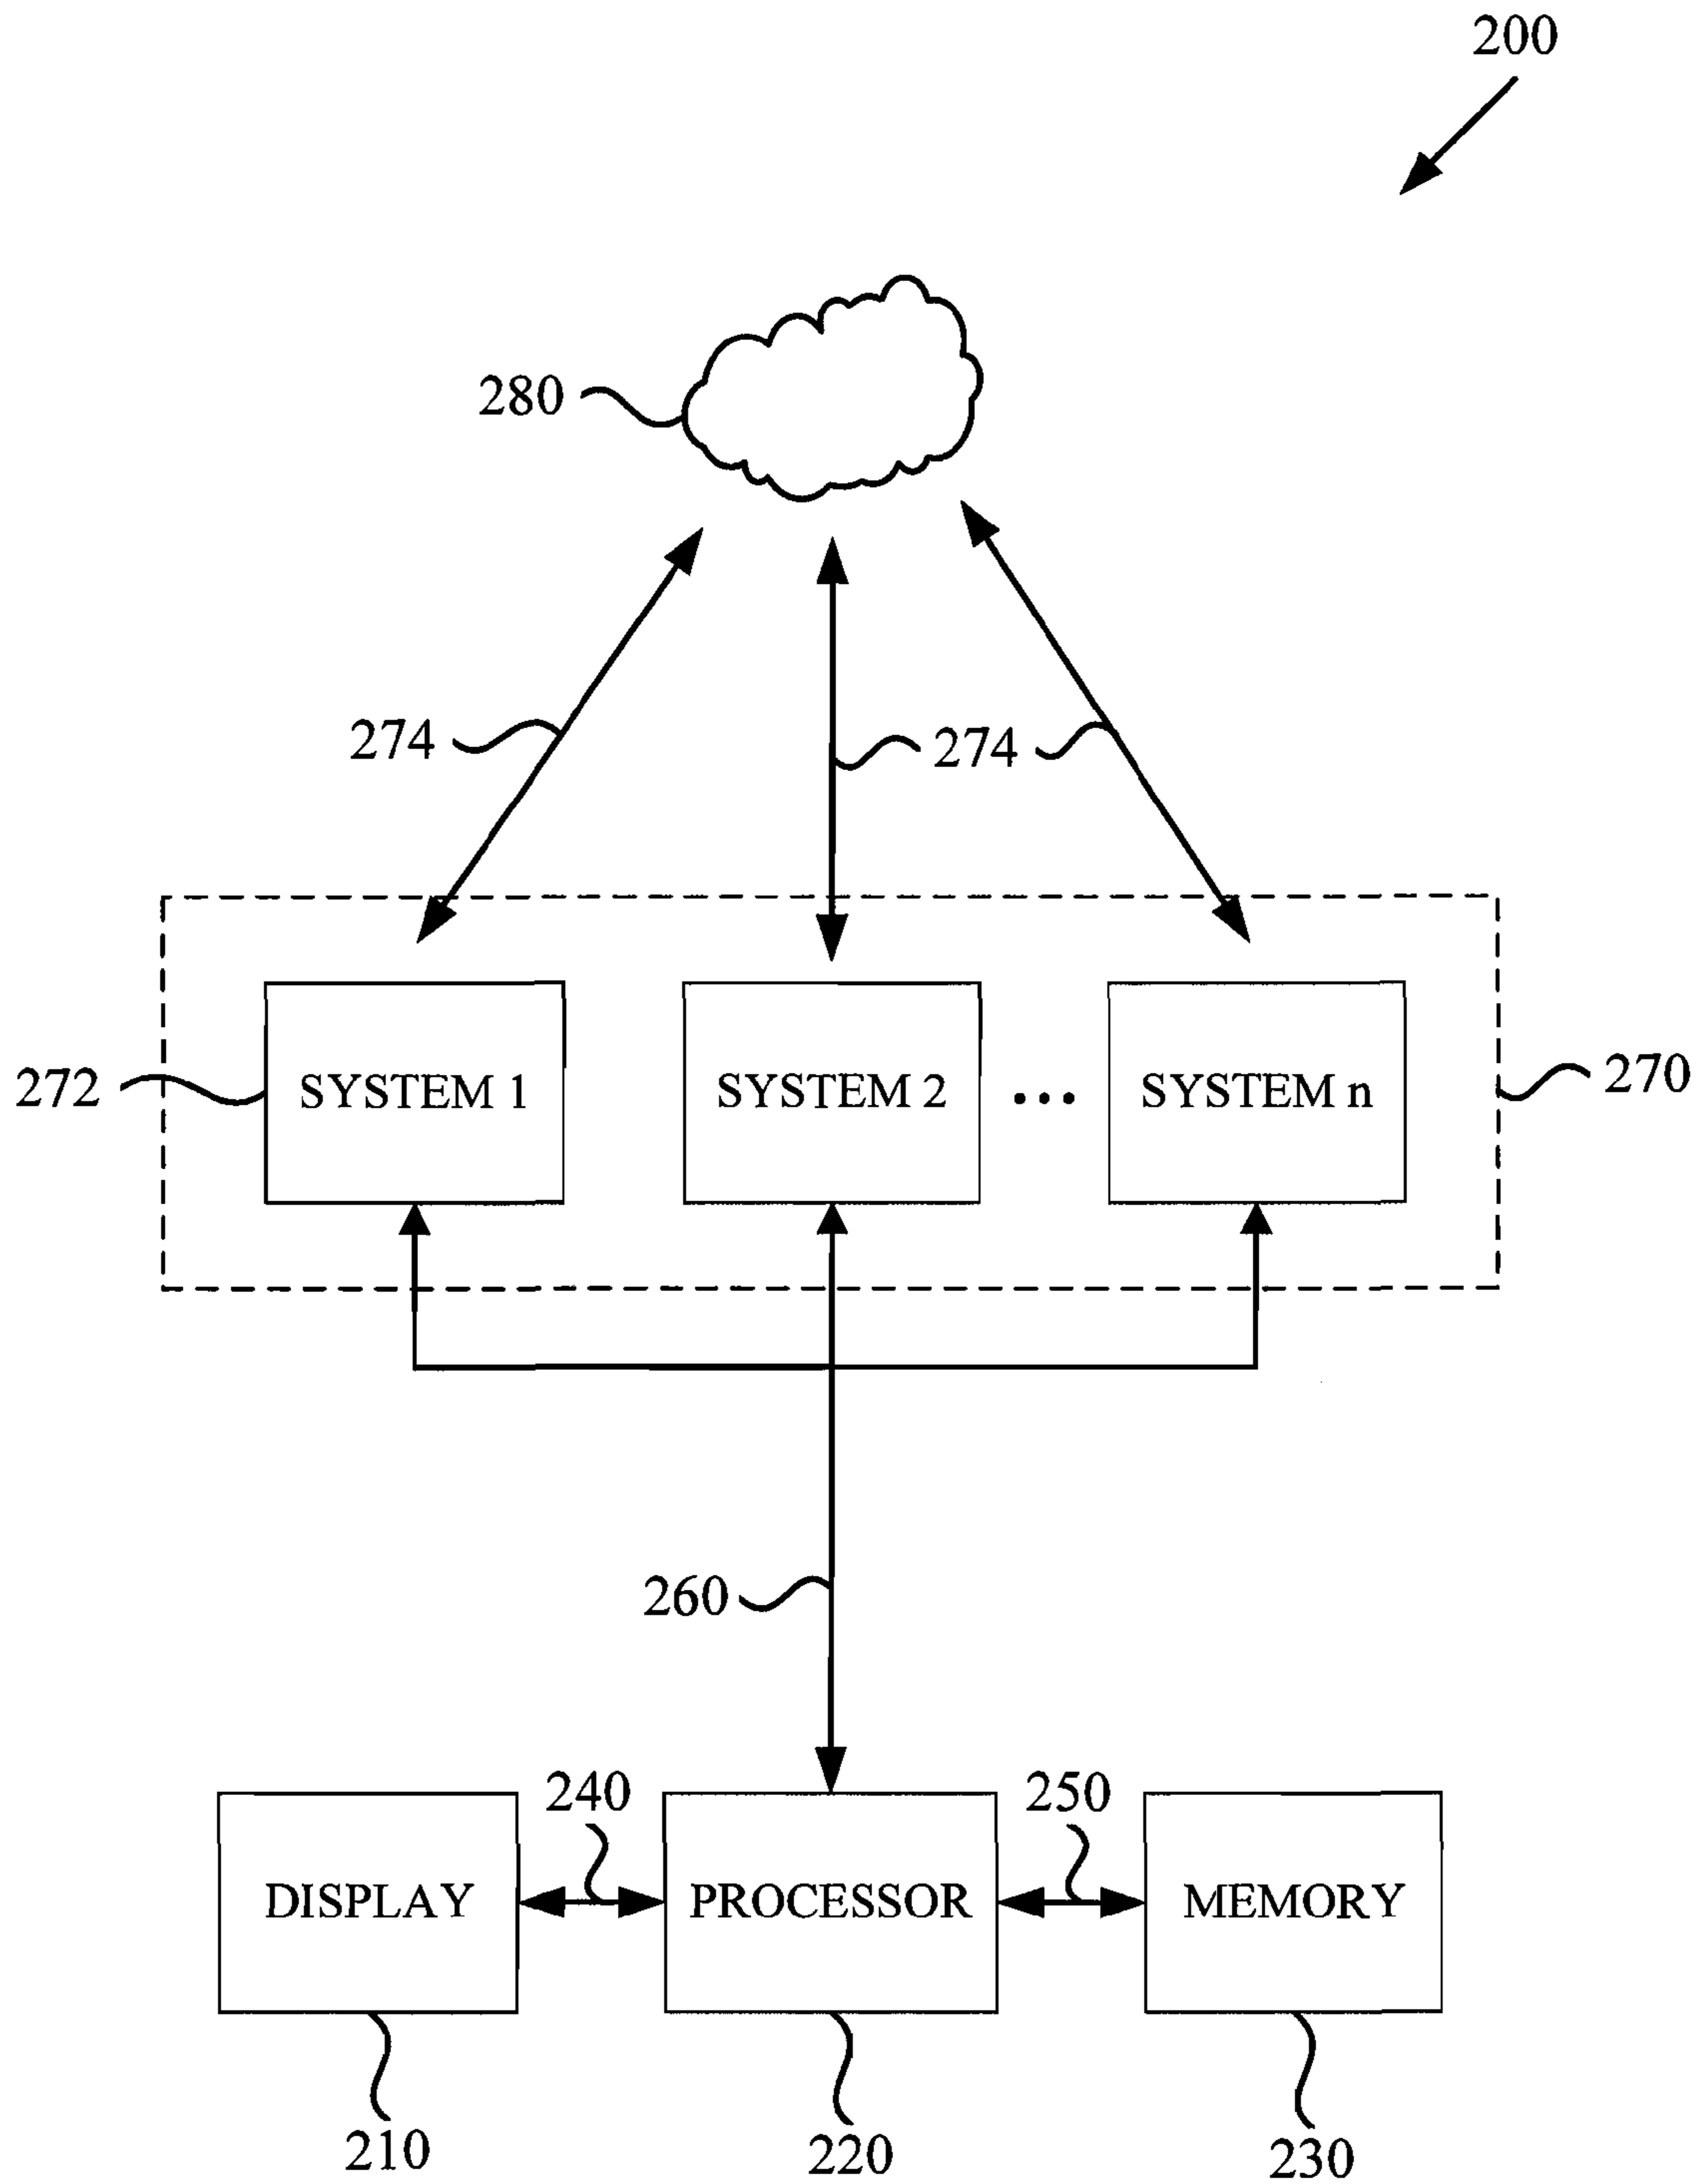 200
280
274
274
272
SYSTEM 1
SYSTEM 2
...
SYSTEM n
270
260
240
250
DISPLAY
PROCESSOR
MEMORY
210
220
230